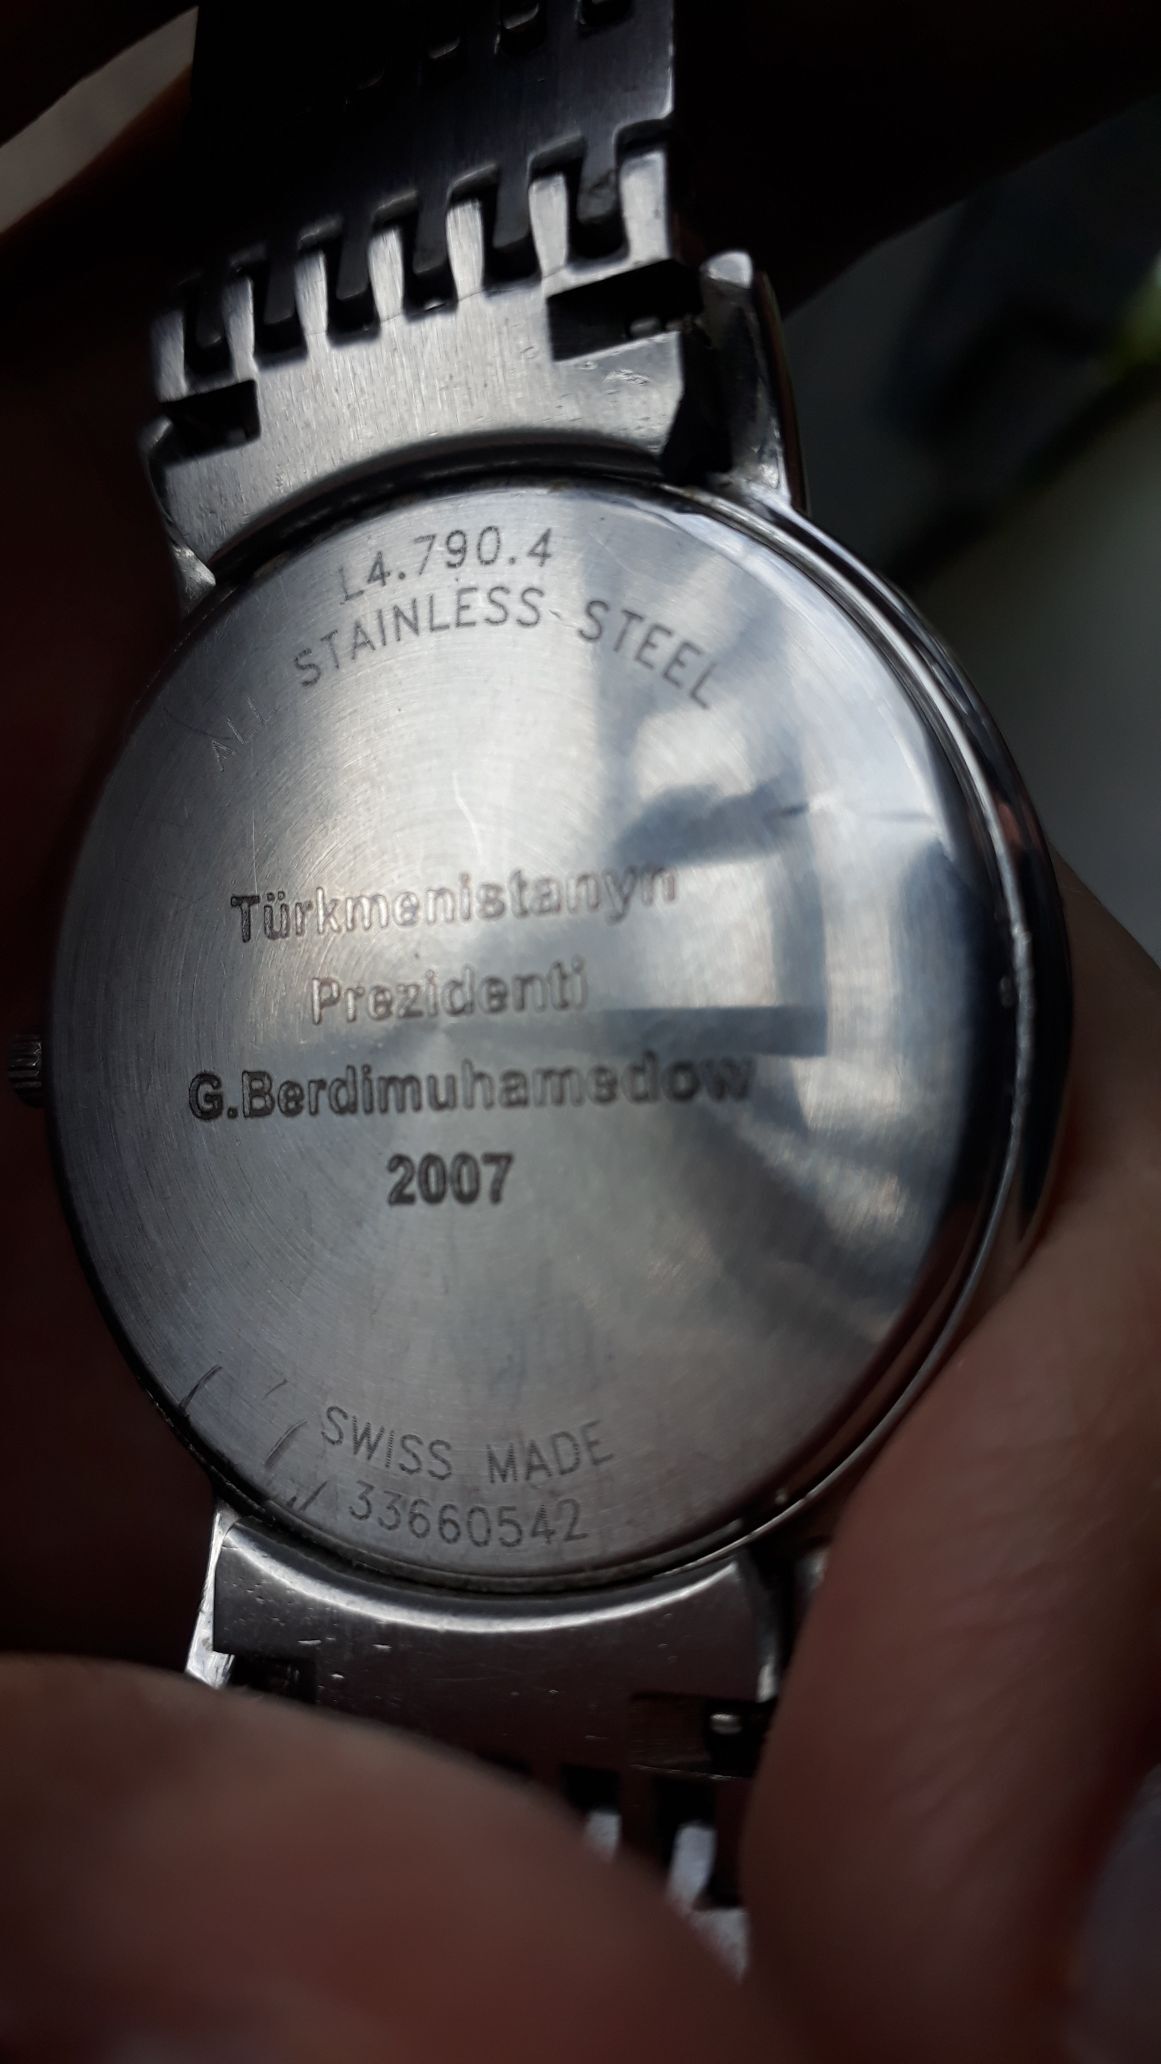 L4.790.4
ALL STAINLESS STEEL
Türkmenistanyn
Prezidenti
G.Berdimuhamedow
2007
SWISS MADE
33660542